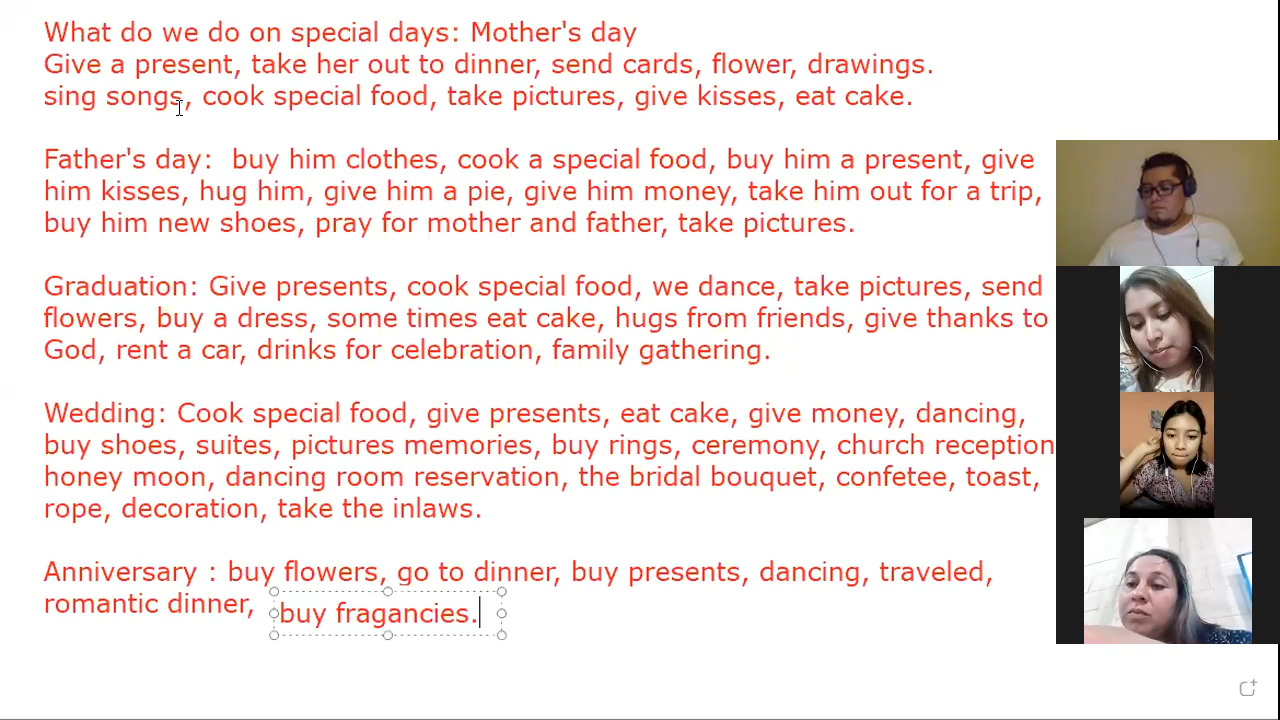 What do we do on special days: Mother's day
Give a present, take her out to dinner, send cards, flower, drawings.
sing songs, cook special food, take pictures, give kisses, eat cake.
Father's day:  buy him clothes, cook a special food, buy him a present, give
him kisses, hug him, give him a pie, give him money, take him out for a trip,
buy him new shoes, pray for mother and father, take pictures.
Graduation: Give presents, cook special food, we dance, take pictures, send
flowers, buy a dress, some times eat cake, hugs from friends, give thanks to
God, rent a car, drinks for celebration, family gathering.
Wedding: Cook special food, give presents, eat cake, give money, dancing,
buy shoes, suites, pictures memories, buy rings, ceremony, church reception
honey moon, dancing room reservation, the bridal bouquet, confetee, toast,
rope, decoration, take the inlaws.
Anniversary : buy flowers, go to dinner, buy presents, dancing, traveled,
romantic dinner, buy fragancies.